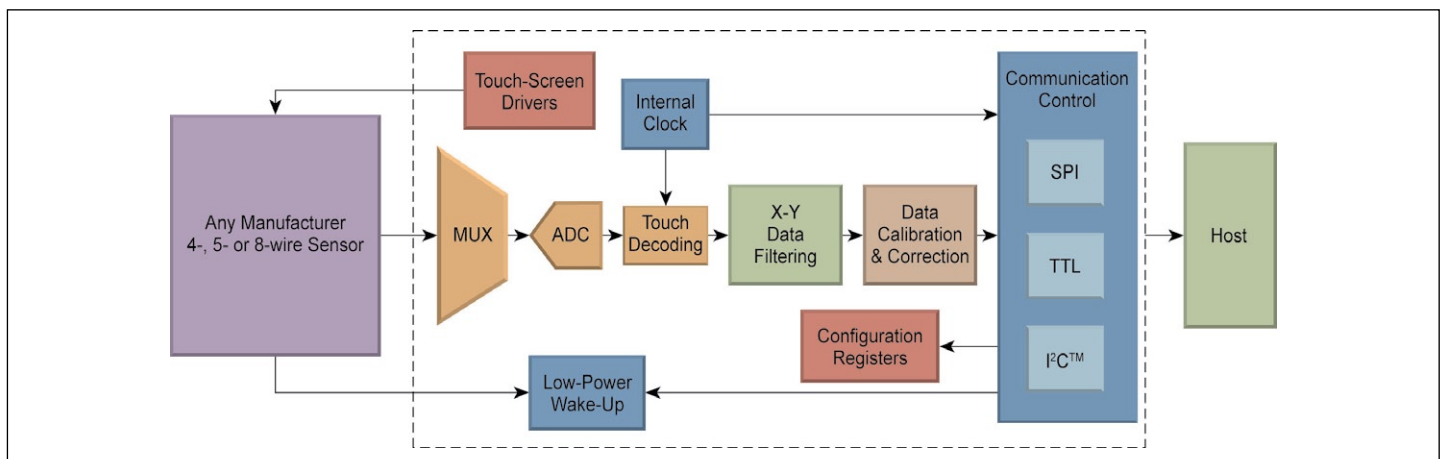 Touch-Screen
Drivers
Internal
Clock
Communication
Control
SPI
Any Manufacturer
4-, 5- or 8-wire Sensor
MUX
ADC
Touch
Decoding
X-Y
Data
Filtering
Data
Calibration
& Correction
TTL
Host
Configuration
Registers
I²C™
Low-Power
Wake-Up